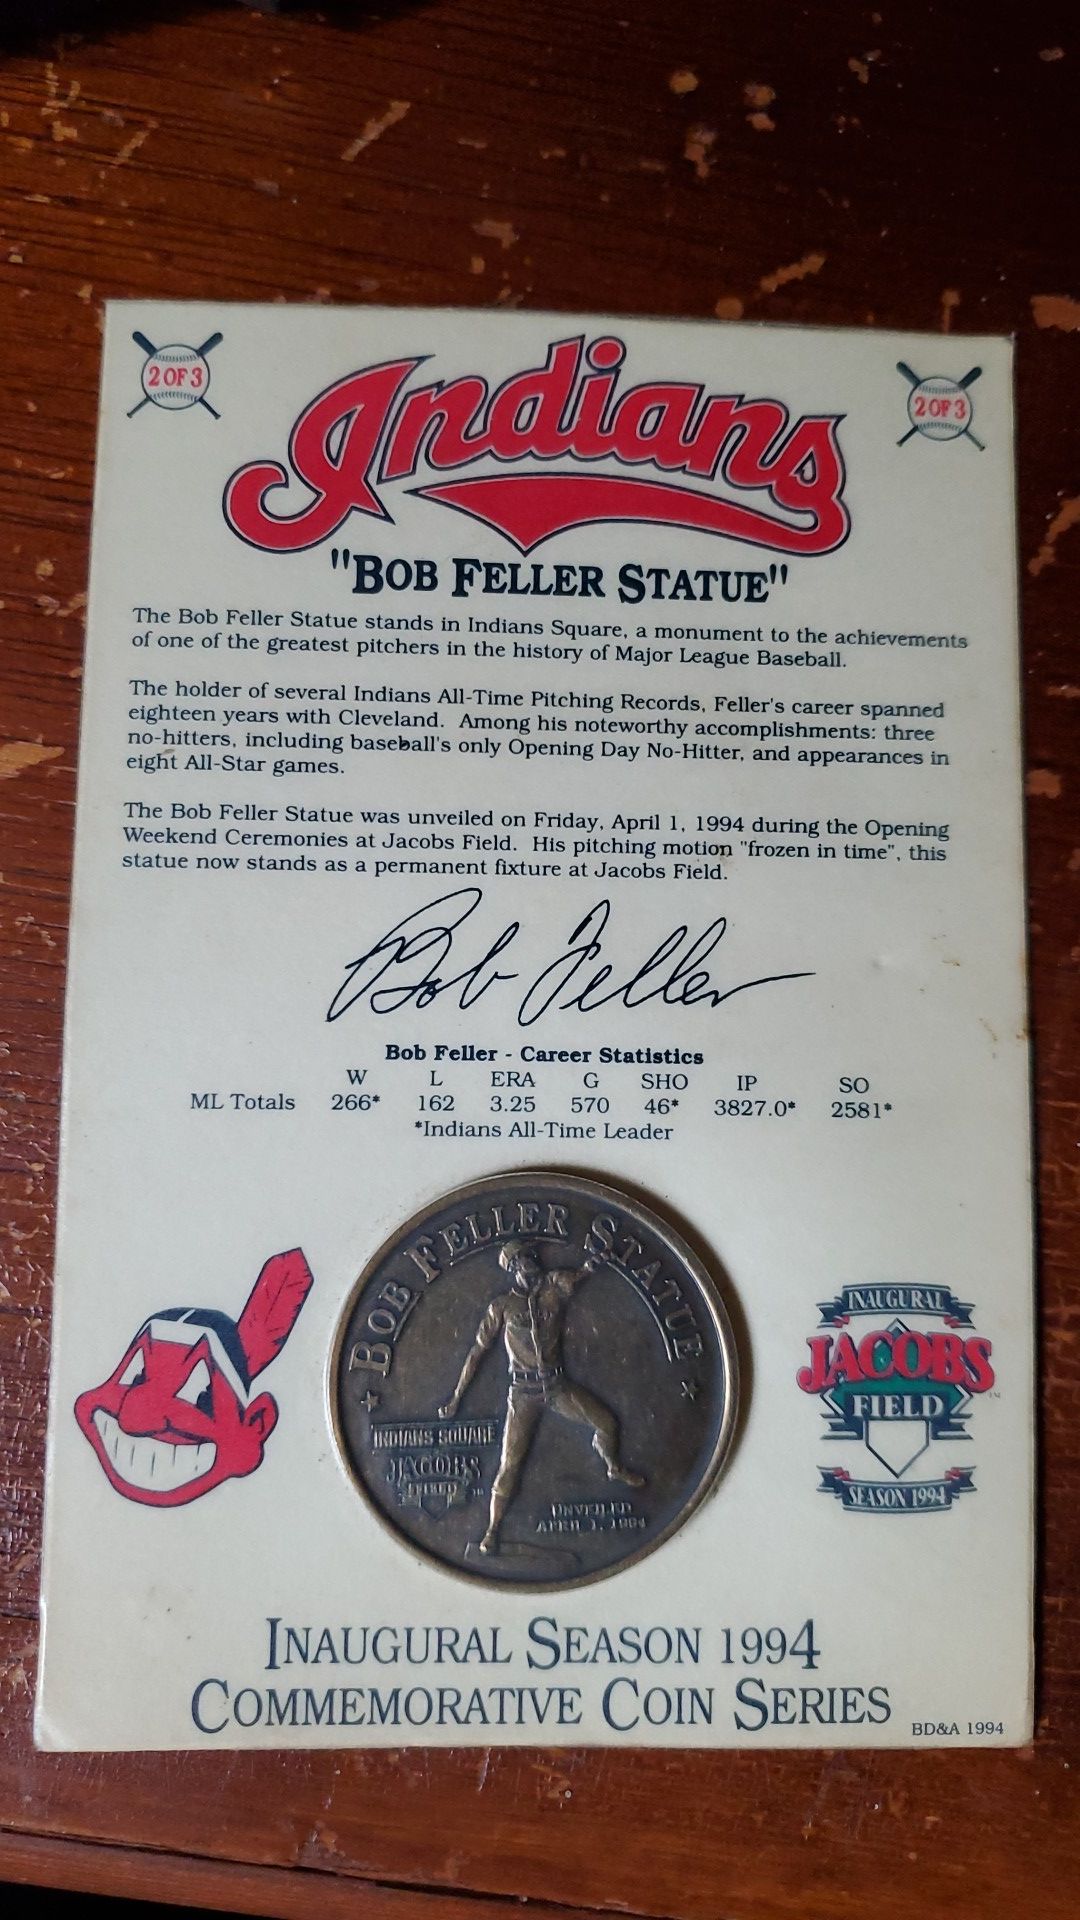 2 OF 3
2 OF 3
Indians
"BOB FELLER STATUE"
The Bob Feller Statue stands in Indians Square, a monument to the achievements
of one of the greatest pitchers in the history of Major League Baseball.
The holder of several Indians All-Time Pitching Records, Feller's career spanned
eighteen years with Cleveland. Among his noteworthy accomplishments: three
no-hitters, including baseball's only Opening Day No-Hitter, and appearances in
eight All-Star games.
The Bob Feller Statue was unveiled on Friday, April 1, 1994 during the Opening
Weekend Ceremonies at Jacobs Field. His pitching motion "frozen in time", this
statue now stands as a permanent fixture at Jacobs Field.
Bob Feller
Bob Feller - Career Statistics
W L ERA G SHO IP SO
ML Totals 266* 162 3.25 570 46* 3827.0* 2581*
*Indians All-Time Leader
BOB FELLER STATUE
INDIANS SQUARE
JACOBS
FIELD
TM
UNVEILED
APRIL 1, 1994
INAUGURAL
JACOBS
TM
FIELD
SEASON 1994
INAUGURAL SEASON 1994
COMMEMORATIVE COIN SERIES
BD&A 1994